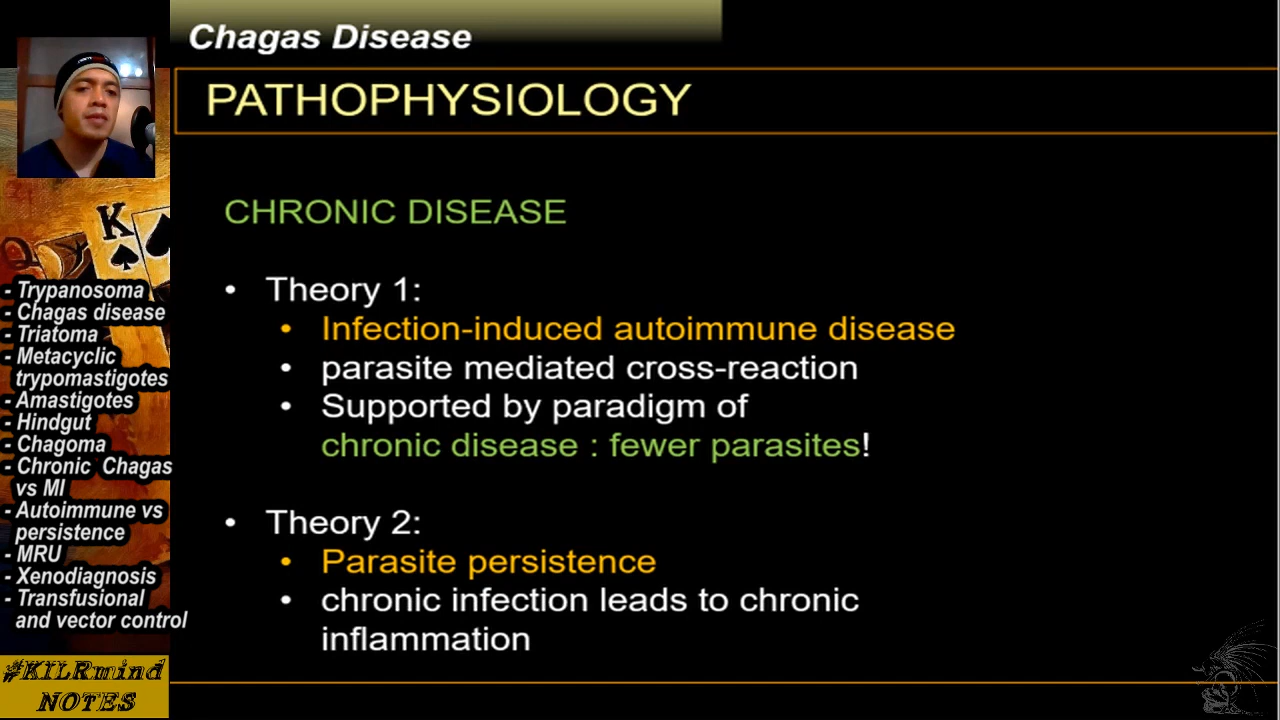 Chagas Disease
PATHOPHYSIOLOGY
CHRONIC DISEASE
• Theory 1:
• Infection-induced autoimmune disease
• parasite mediated cross-reaction
• Supported by paradigm of
chronic disease : fewer parasites!
• Theory 2:
• Parasite persistence
• chronic infection leads to chronic
inflammation
K
Q
- Trypanosoma
- Chagas disease
- Triatoma
- Metacyclic
trypomastigotes
- Amastigotes
- Hindgut
- Chagoma
- Chronic Chagas
vs MI
- Autoimmune vs
persistence
- MRU
- Xenodiagnosis
- Transfusional
and vector control
#KILRmind
NOTES